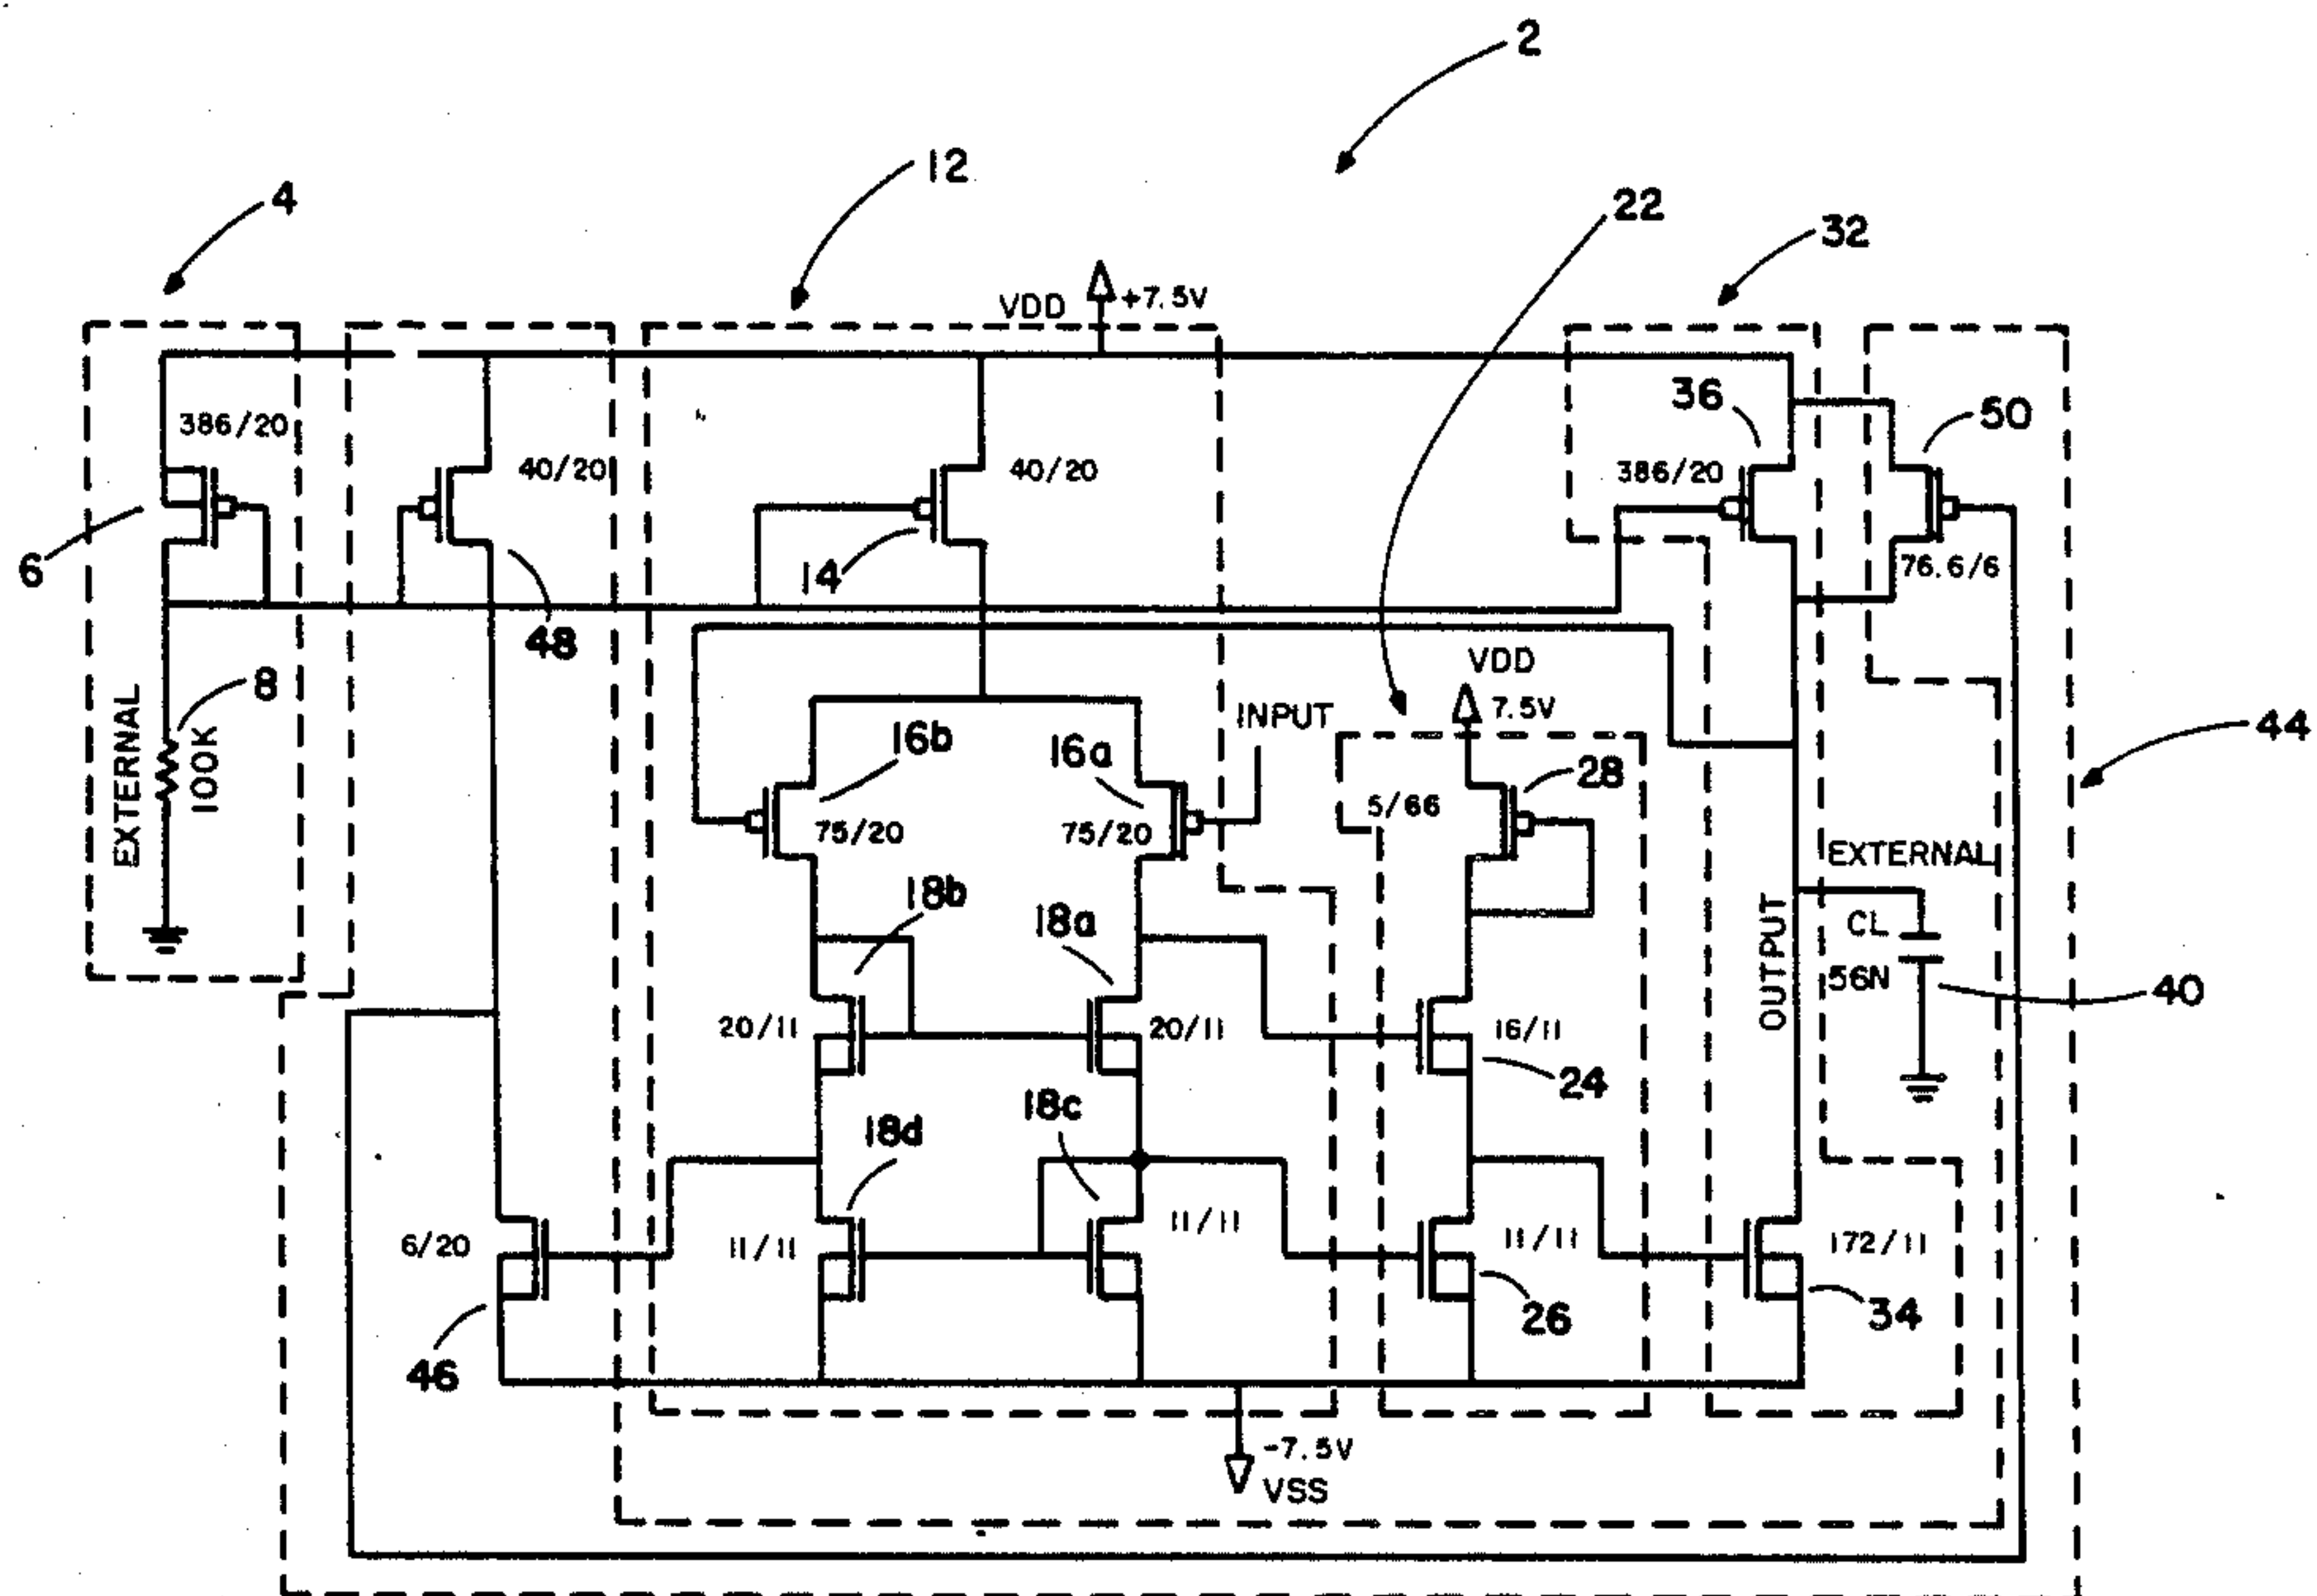 2
12
4
22
32
VDD
+7.5V
386/20
40/20
40/20
36
386/20
50
76.6/6
6
14
48
8
EXTERNAL
100K
VDD
7.5V
INPUT
16b
16a
28
44
75/20
75/20
5/66
EXTERNAL
18b
18a
OUTPUT
CL
56N
40
20/11
20/11
16/11
24
18d
18c
6/20
11/11
11/11
11/11
172/11
26
34
46
-7.5V
VSS